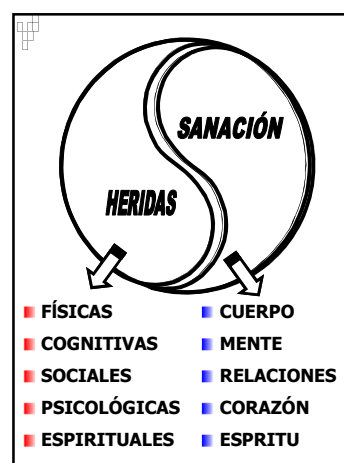 SANACIÓN
HERIDAS
FÍSICAS
COGNITIVAS
SOCIALES
PSICOLÓGICAS
ESPIRITUALES
CUERPO
MENTE
RELACIONES
CORAZÓN
ESPRITU